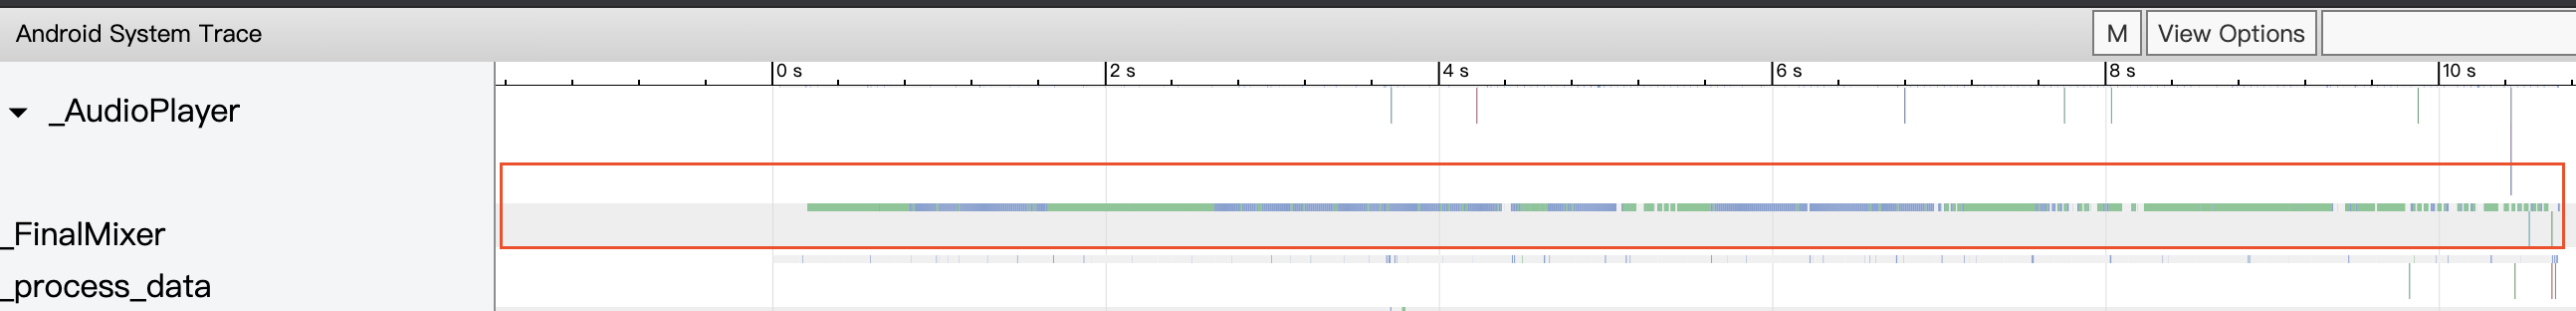 Android System Trace M View Options
0 s 2 s 4 s 6 s 8 s 10 s
_AudioPlayer
_FinalMixer
_process_data